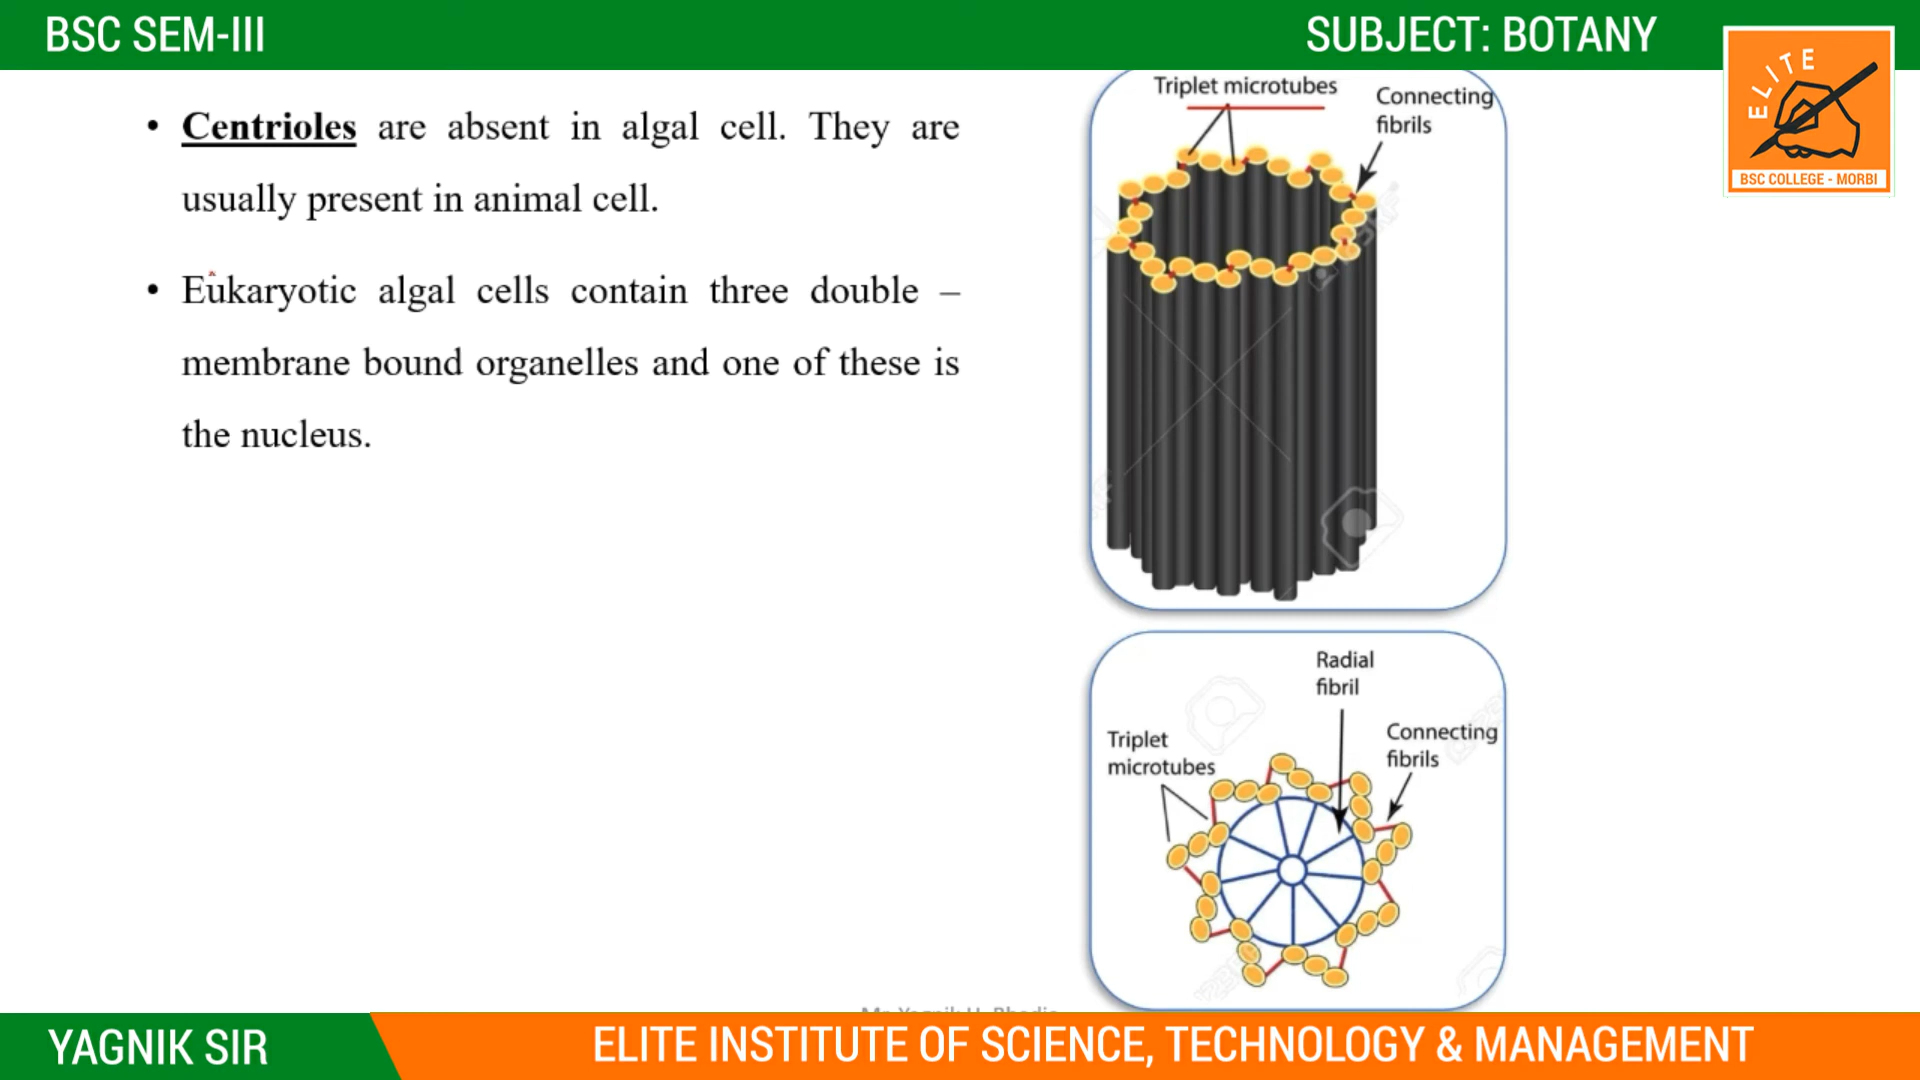 BSC SEM-III
SUBJECT: BOTANY
ELITE
BSC COLLEGE - MORBI
• Centrioles are absent in algal cell. They are
usually present in animal cell.
• Eukaryotic algal cells contain three double –
membrane bound organelles and one of these is
the nucleus.
Triplet microtubes
Connecting
fibrils
Radial
fibril
Triplet
microtubes
Connecting
fibrils
YAGNIK SIR
ELITE INSTITUTE OF SCIENCE, TECHNOLOGY & MANAGEMENT